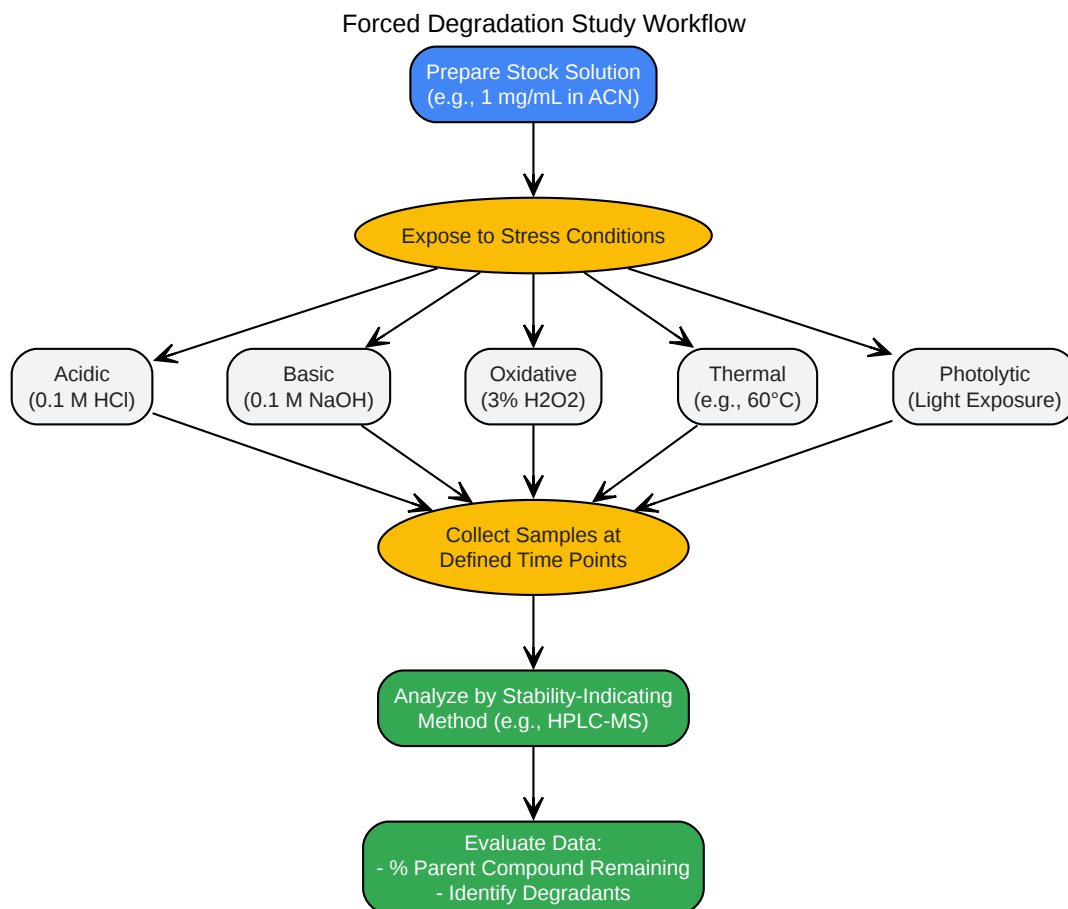 Forced Degradation Study Workflow
Prepare Stock Solution
(e.g., 1 mg/mL in ACN)
Expose to Stress Conditions
Acidic
(0.1 M HCl)
Basic
(0.1 M NaOH)
Oxidative
(3% H2O2)
Thermal
(e.g., 60°C)
Photolytic
(Light Exposure)
Collect Samples at
Defined Time Points
Analyze by Stability-Indicating
Method (e.g., HPLC-MS)
Evaluate Data:
- % Parent Compound Remaining
- Identify Degradants